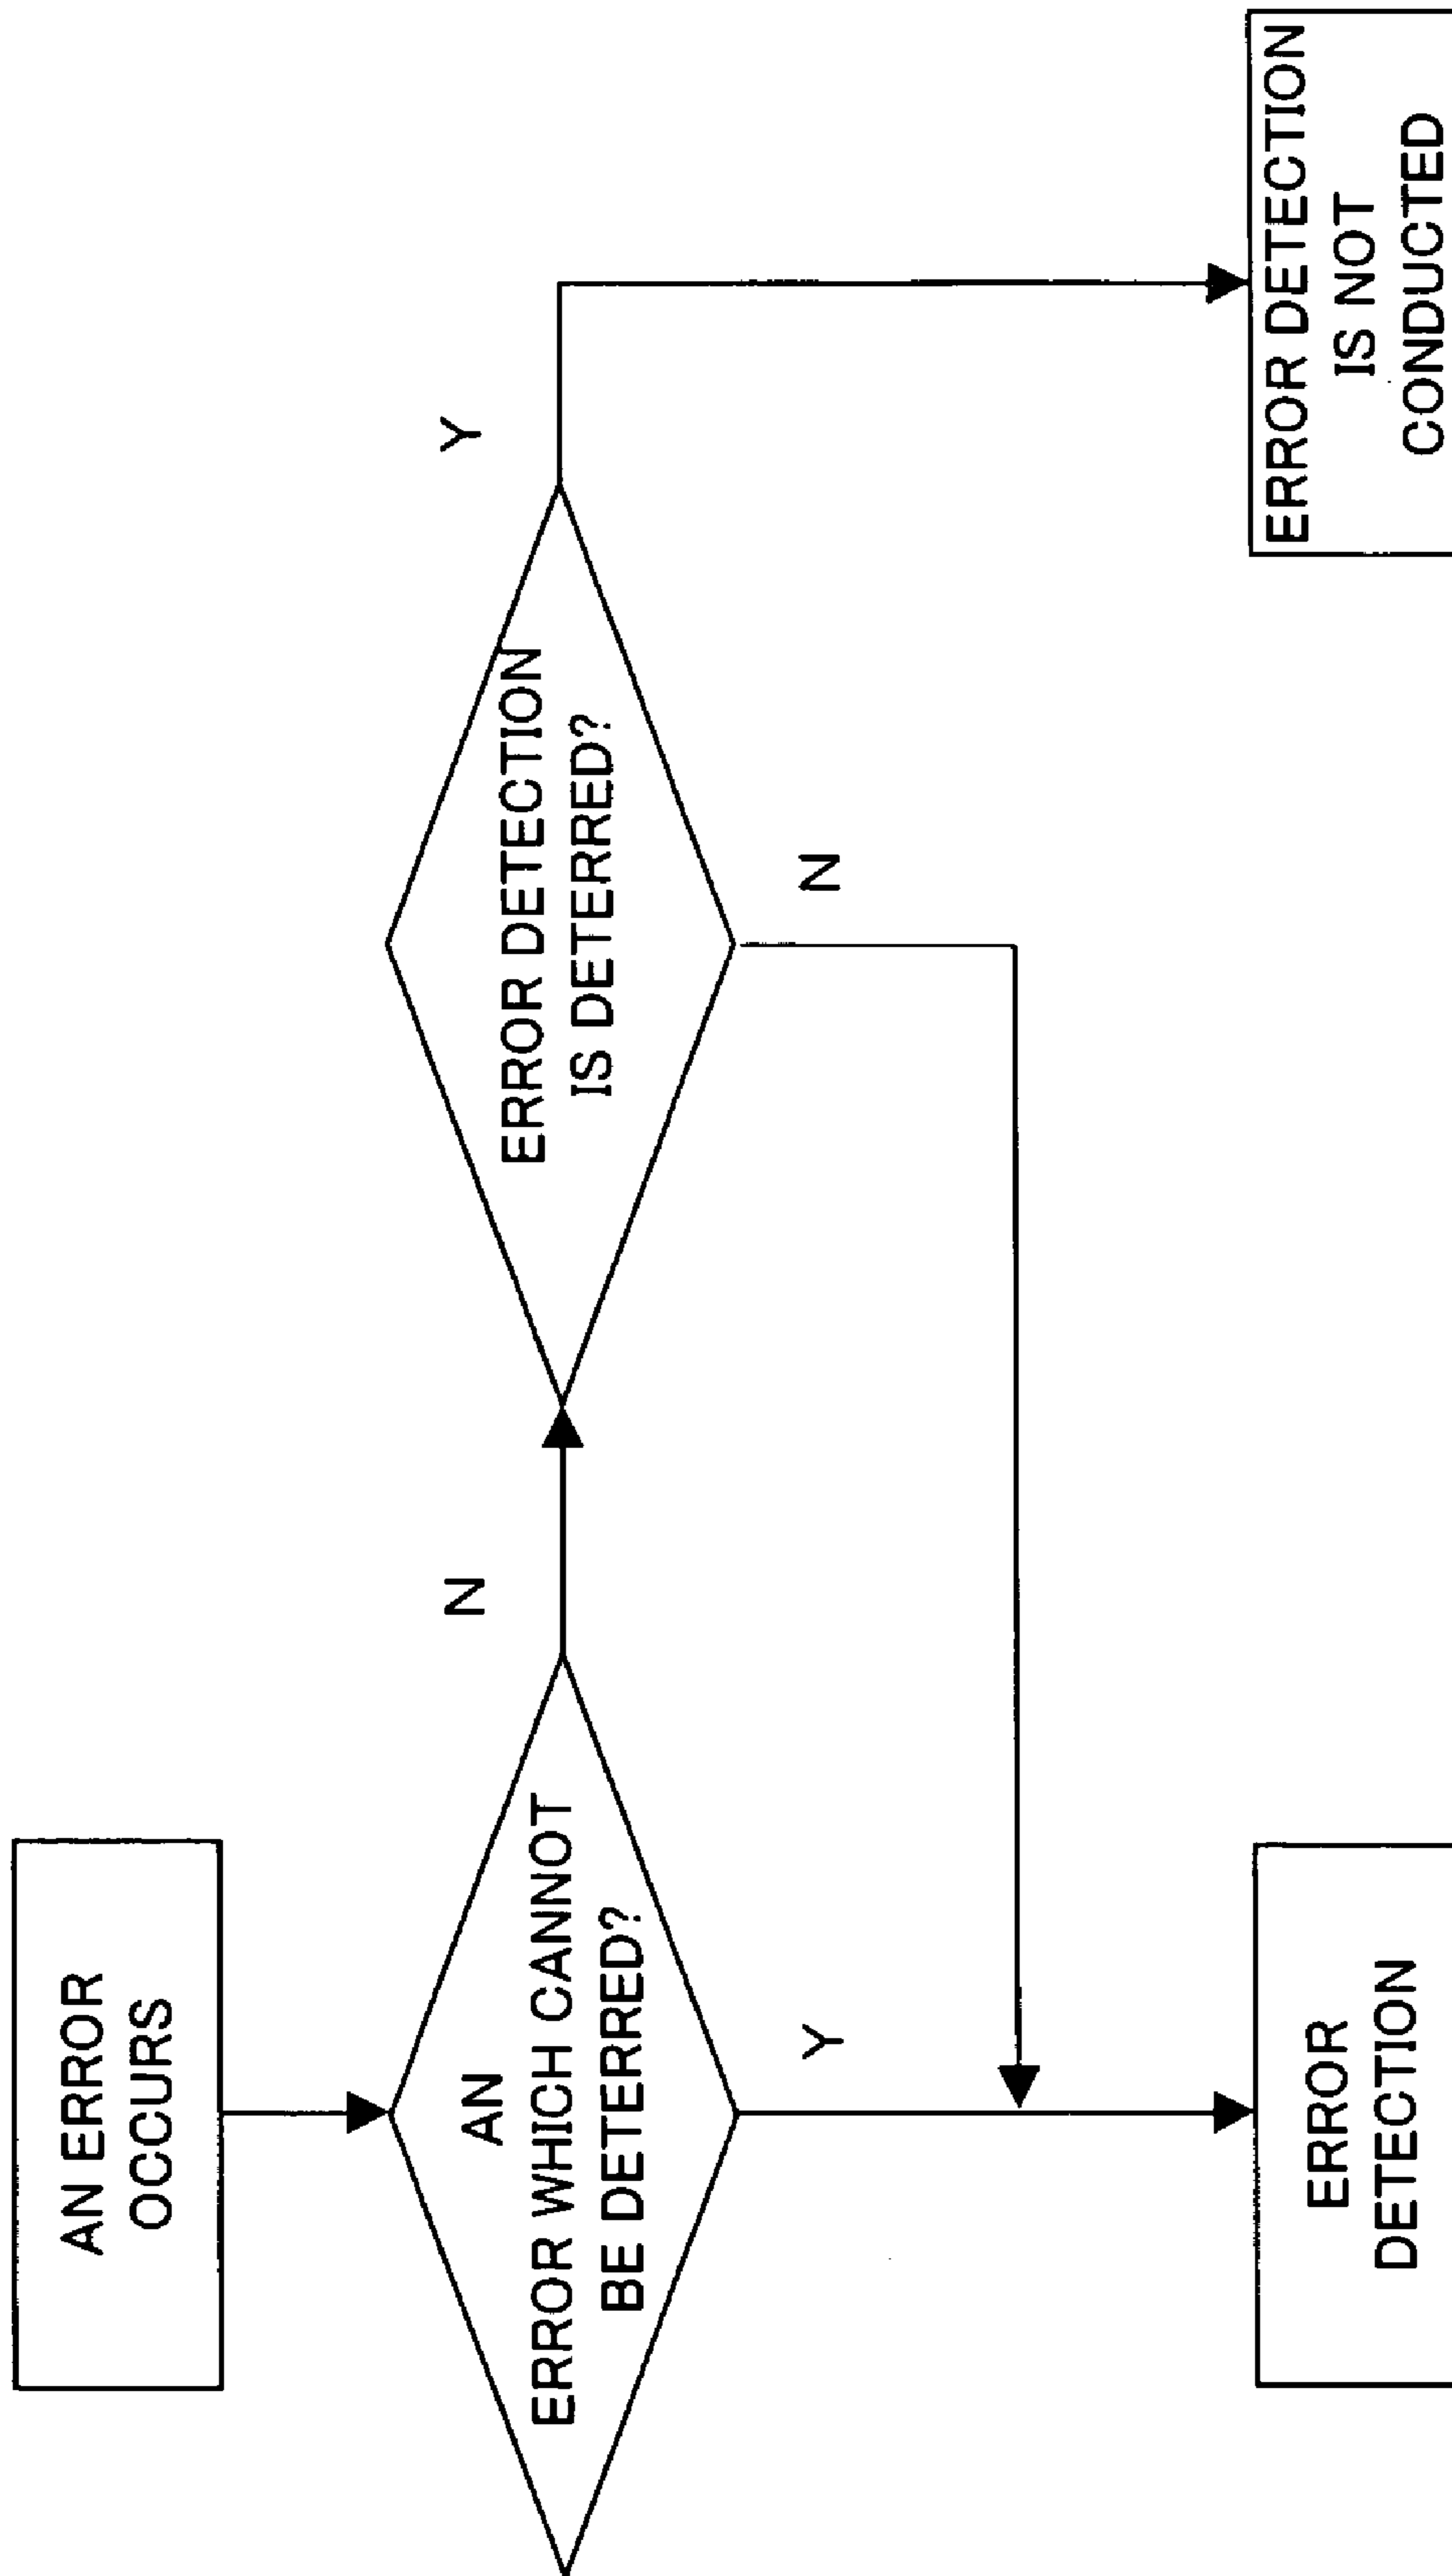 AN ERROR
OCCURS
AN
ERROR WHICH CANNOT
BE DETERRED?
N
Y
ERROR DETECTION
IS DETERRED?
Y
N
ERROR
DETECTION
ERROR DETECTION
IS NOT
CONDUCTED